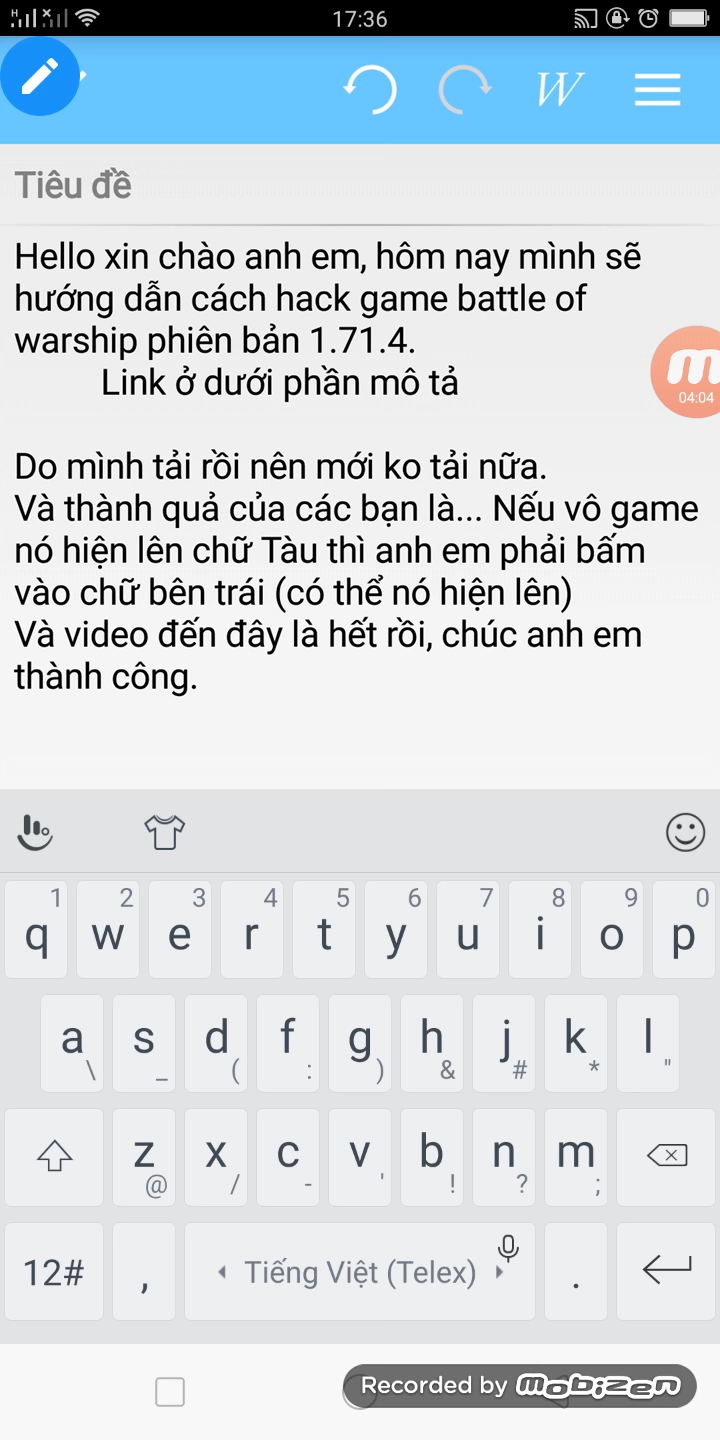 H
17:36
W
Tiêu đề
Hello xin chào anh em, hôm nay mình sẽ
hướng dẫn cách hack game battle of
warship phiên bản 1.71.4.
Link ở dưới phần mô tả
m
04:04
Do mình tải rồi nên mới ko tải nữa.
Và thành quả của các bạn là... Nếu vô game
nó hiện lên chữ Tàu thì anh em phải bấm
vào chữ bên trái (có thể nó hiện lên)
Và video đến đây là hết rồi, chúc anh em
thành công.
1 2 3 4 5 6 7 8 9 0
q w e r t y u i o p
a s d f g h j k l
\ _ ( : ) & # * "
z x c v b n m
@ / - ' ! ? ;
12# , Tiếng Việt (Telex) .
Recorded by mobizen